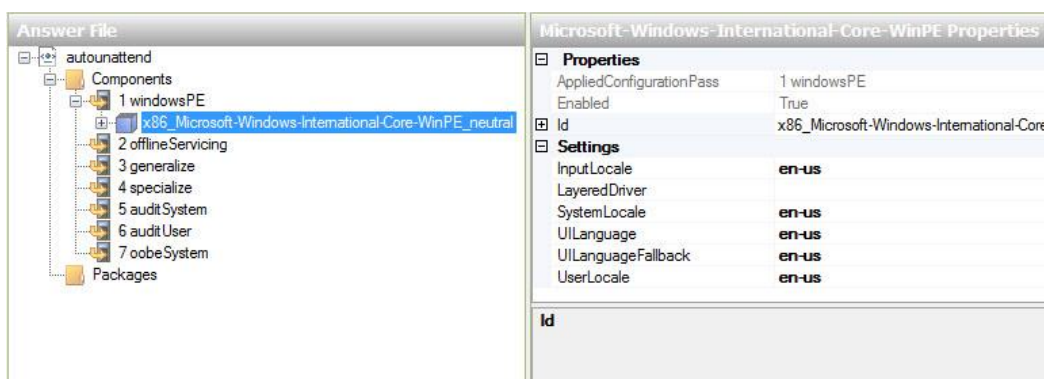 Answer File
autounattend
Components
1 windowsPE
x86_Microsoft-Windows-International-Core-WinPE_neutral
2 offlineServicing
3 generalize
4 specialize
5 auditSystem
6 auditUser
7 oobeSystem
Packages
Microsoft-Windows-International-Core-WinPE Properties
Properties
AppliedConfigurationPass 1 windowsPE
Enabled True
Id x86_Microsoft-Windows-International-Core
Settings
InputLocale en-us
LayeredDriver
SystemLocale en-us
UILanguage en-us
UILanguageFallback en-us
UserLocale en-us
Id